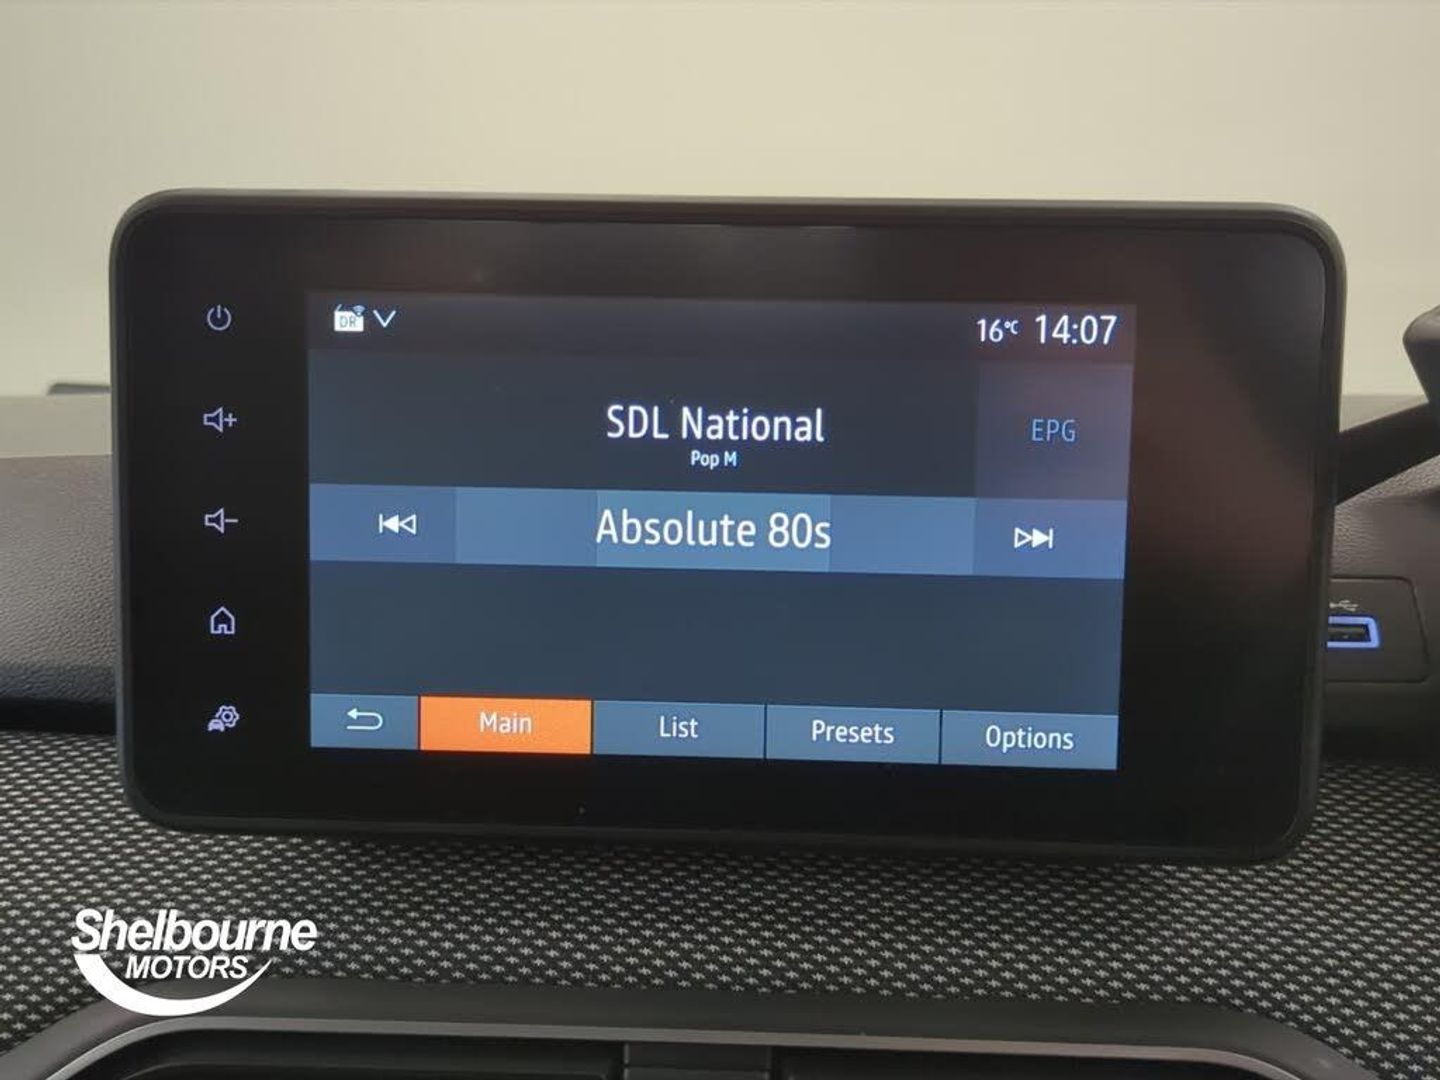 DR
16°C 14:07
SDL National
Pop M
EPG
Absolute 80s
Main
List
Presets
Options
Shelbourne
MOTORS